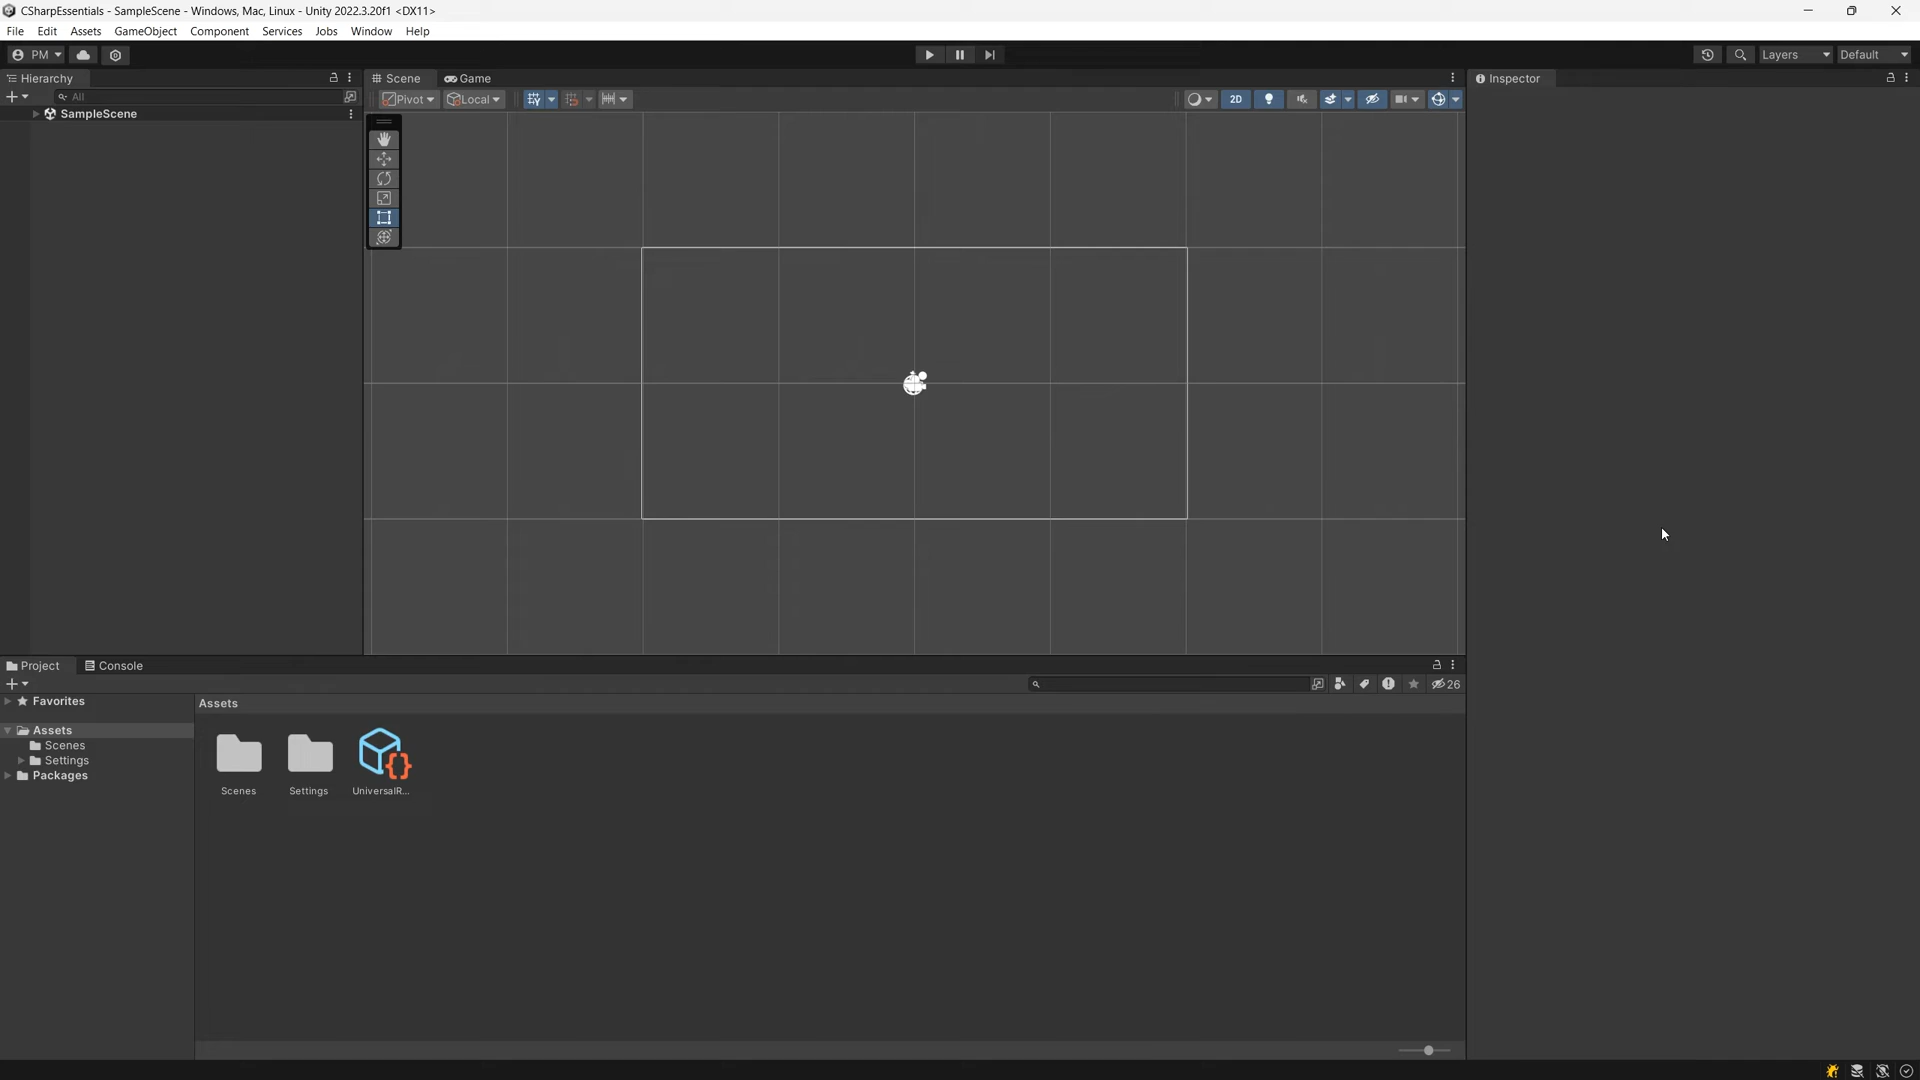 CSharpEssentials - SampleScene - Windows, Mac, Linux - Unity 2022.3.20f1 <DX11>
File Edit Assets GameObject Component Services Jobs Window Help
PM Layers Default
Hierarchy Scene Game Inspector
All Pivot Local 2D
SampleScene
Project Console
26
Favorites Assets
Assets
Scenes
Settings
Packages
Scenes Settings UniversalR...